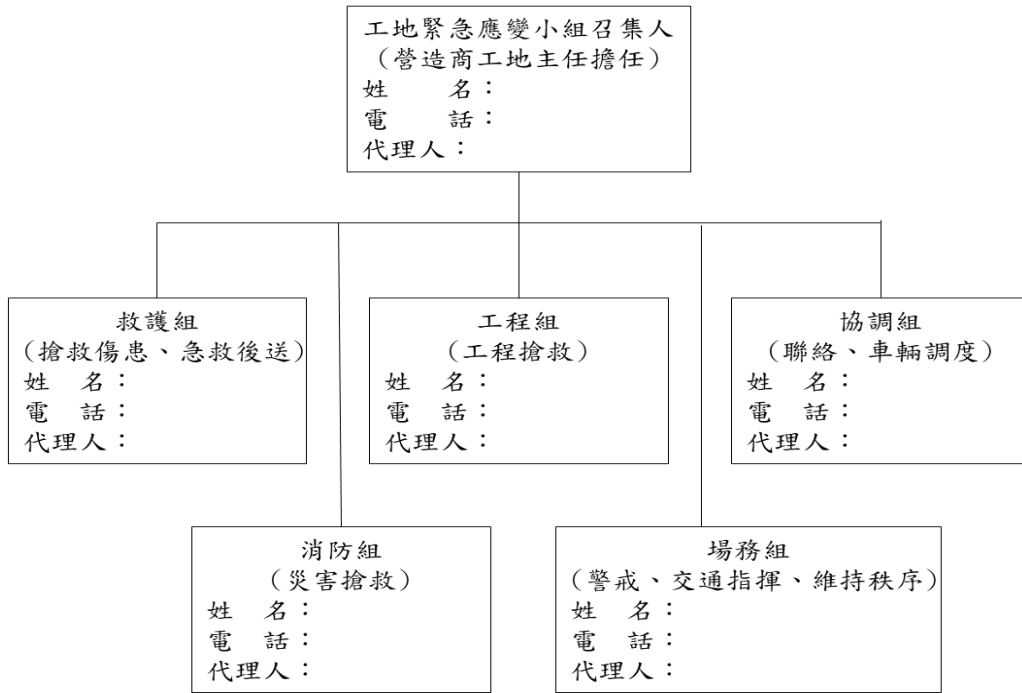 工地緊急應變小組召集人
（營造商工地主任擔任）
姓　　名：
電　　話：
代理人：
救護組
（搶救傷患、急救後送）
姓　名：
電　話：
代理人：
工程組
（工程搶救）
姓　名：
電　話：
代理人：
協調組
（聯絡、車輛調度）
姓　名：
電　話：
代理人：
消防組
（災害搶救）
姓　名：
電　話：
代理人：
場務組
（警戒、交通指揮、維持秩序）
姓　名：
電　話：
代理人：